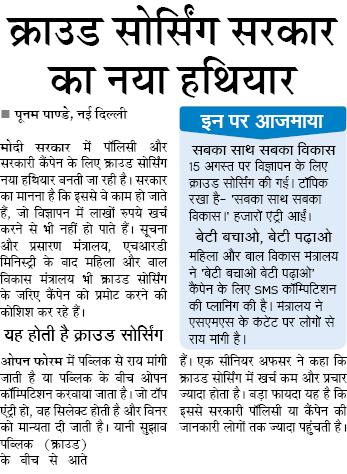 क्राउड सोर्सिंग सरकार
का नया हथियार
■ पूनम पाण्डे, नई दिल्ली
मोदी सरकार में पॉलिसी और
सरकारी कैंपेन के लिए क्राउड सोर्सिंग
नया हथियार बनती जा रही है। सरकार
का मानना है कि इससे वे काम हो जाते
हैं, जो विज्ञापन में लाखों रुपये खर्च
करने से भी नहीं हो पाते हैं। सूचना
और प्रसारण मंत्रालय, एचआरडी
मिनिस्ट्री के बाद महिला और बाल
विकास मंत्रालय भी क्राउड सोर्सिंग
के जरिए कैंपेन को प्रमोट करने की
कोशिश कर रहे हैं।
यह होती है क्राउड सोर्सिंग
ओपन फोरम में पब्लिक से राय मांगी
जाती है या पब्लिक के बीच ओपन
कॉम्पिटिशन करवाया जाता है। जो टॉप
एंट्री हो, वह सिलेक्ट होती है और विनर
को मान्यता दी जाती है। यानी सुझाव
पब्लिक (क्राउड)
के बीच से आते
इन पर आजमाया
सबका साथ सबका विकास
15 अगस्त पर विज्ञापन के लिए
क्राउड सोर्सिंग की गई। टॉपिक
रखा है- 'सबका साथ सबका
विकास।' हजारों एंट्री आईं।
बेटी बचाओ, बेटी पढ़ाओ
महिला और बाल विकास मंत्रालय
ने 'बेटी बचाओ बेटी पढ़ाओ'
कैंपेन के लिए SMS कॉम्पिटिशन
की प्लानिंग की है। मंत्रालय ने
एसएमएस के कंटेंट पर लोगों से
राय मांगी है।
हैं। एक सीनियर अफसर ने कहा कि
क्राउड सोर्सिंग में खर्च कम और प्रचार
ज्यादा होता है। बड़ा फायदा यह है कि
इससे सरकारी पॉलिसी या कैंपेन की
जानकारी लोगों तक ज्यादा पहुंचती है।